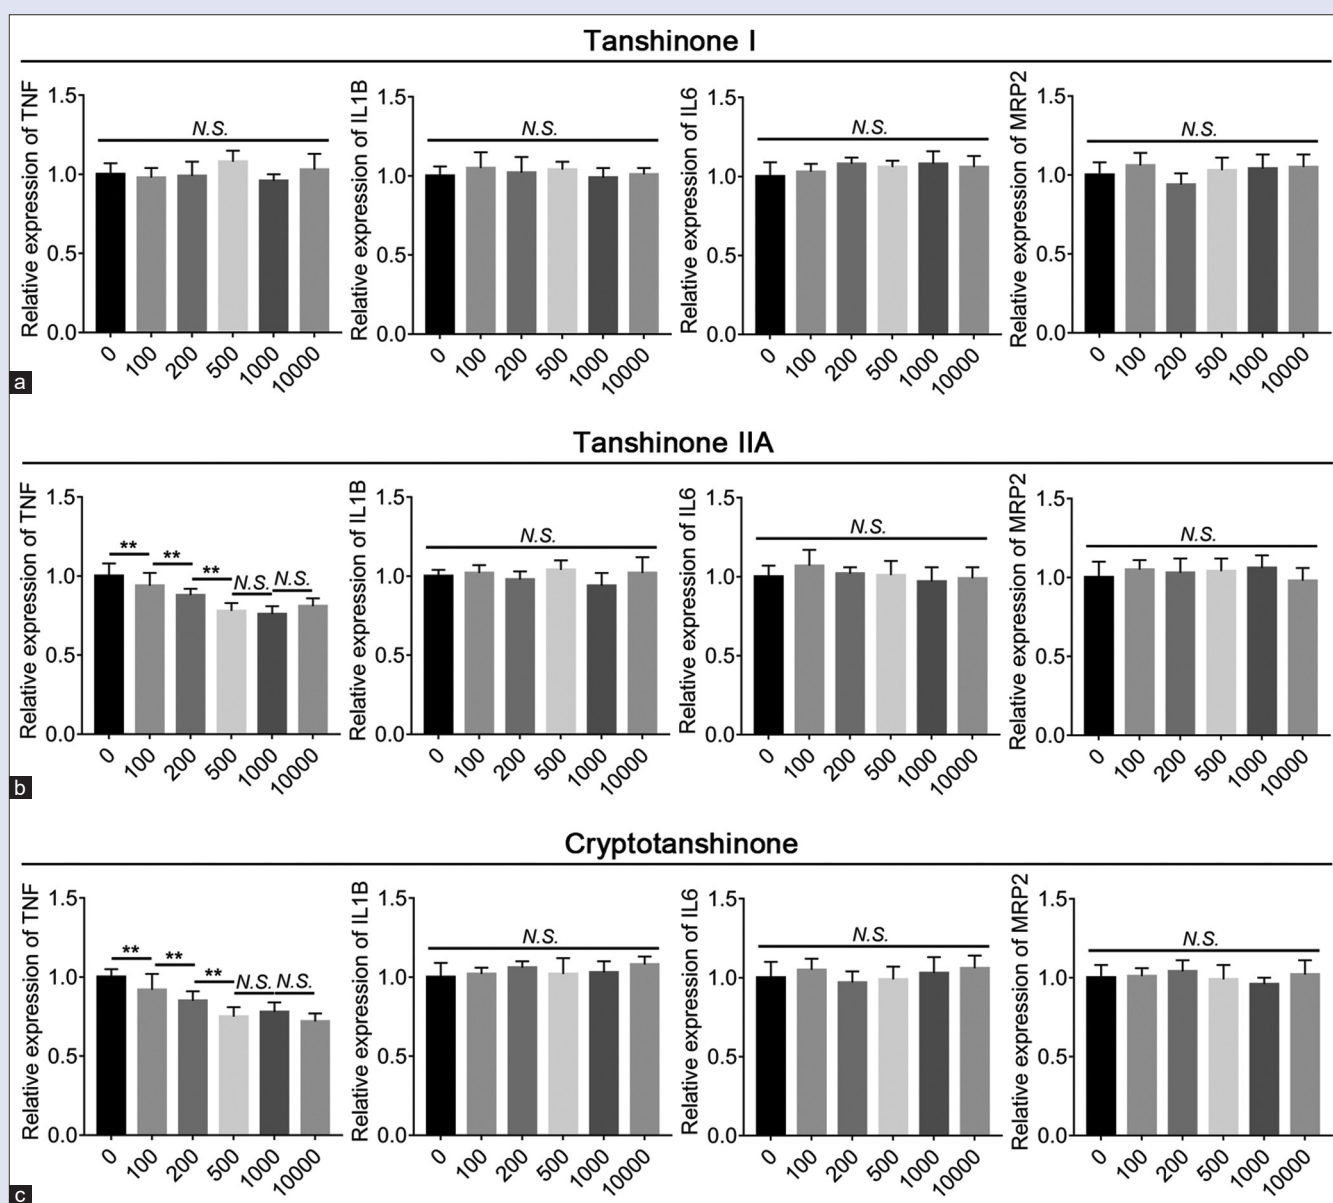 Tanshinone I
Relative expression of TNF
1.5
1.0
0.5
0.0
N.S.
0 100 200 500 1000 10000
Relative expression of IL1B
1.5
1.0
0.5
0.0
N.S.
0 100 200 500 1000 10000
Relative expression of IL6
1.5
1.0
0.5
0.0
N.S.
0 100 200 500 1000 10000
Relative expression of MRP2
1.5
1.0
0.5
0.0
N.S.
0 100 200 500 1000 10000
a
Tanshinone IIA
Relative expression of TNF
1.5
1.0
0.5
0.0
** ** ** N.S. N.S.
0 100 200 500 1000 10000
Relative expression of IL1B
1.5
1.0
0.5
0.0
N.S.
0 100 200 500 1000 10000
Relative expression of IL6
1.5
1.0
0.5
0.0
N.S.
0 100 200 500 1000 10000
Relative expression of MRP2
1.5
1.0
0.5
0.0
N.S.
0 100 200 500 1000 10000
b
Cryptotanshinone
Relative expression of TNF
1.5
1.0
0.5
0.0
** ** ** N.S. N.S.
0 100 200 500 1000 10000
Relative expression of IL1B
1.5
1.0
0.5
0.0
N.S.
0 100 200 500 1000 10000
Relative expression of IL6
1.5
1.0
0.5
0.0
N.S.
0 100 200 500 1000 10000
Relative expression of MRP2
1.5
1.0
0.5
0.0
N.S.
0 100 200 500 1000 10000
c